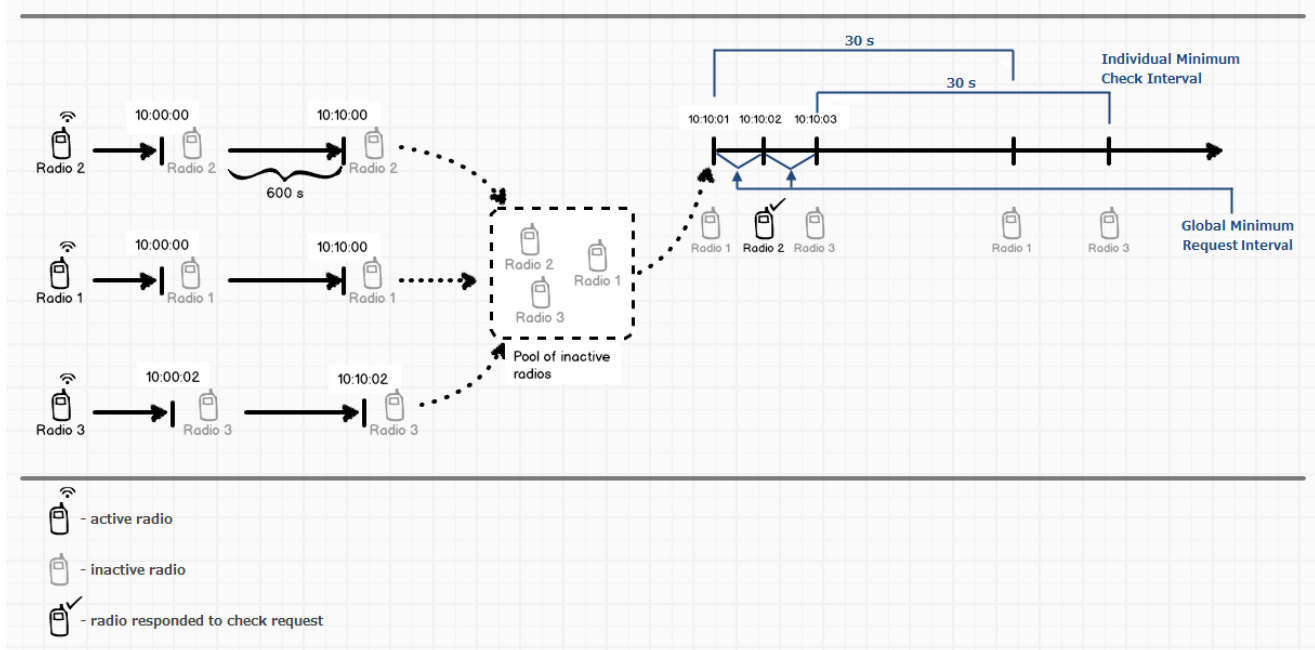 30 s
Individual Minimum
Check Interval
30 s
10:00:00
10:10:00
10:10:01
10:10:02
10:10:03
Radio 2
Radio 2
Radio 2
600 s
Radio 1
Radio 2
Radio 3
Radio 1
Radio 3
Global Minimum
Request Interval
10:00:00
10:10:00
Radio 2
Radio 1
Radio 3
Radio 1
Radio 1
Radio 1
Pool of inactive
radios
10:00:02
10:10:02
Radio 3
Radio 3
Radio 3
- active radio
- inactive radio
- radio responded to check request